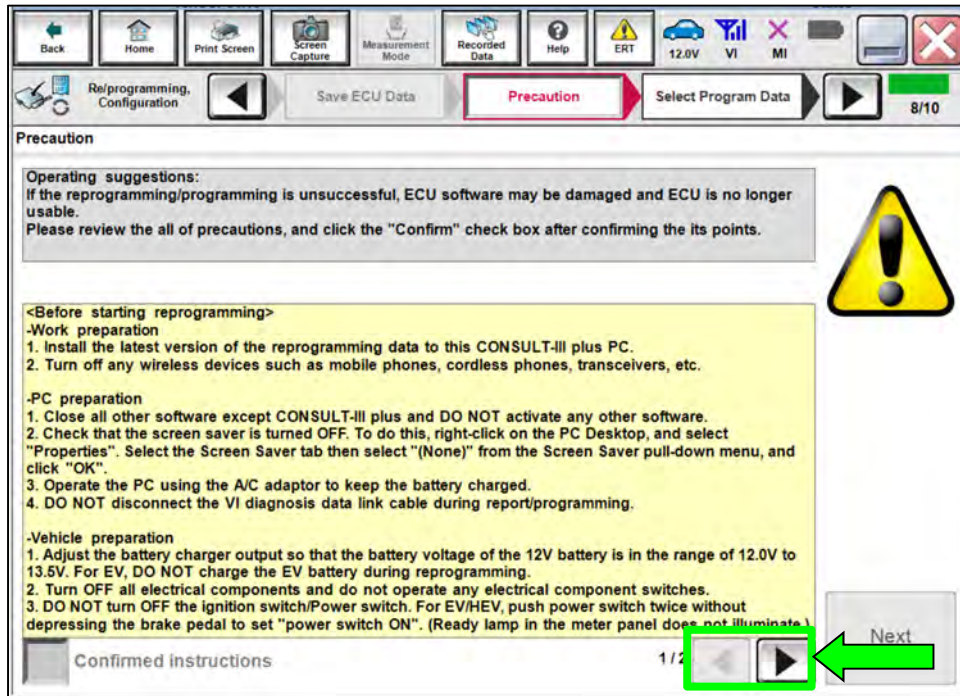 Back
Home
Print Screen
Screen
Capture
Measurement
Mode
Recorded
Data
Help
ERT
12.0V
VI
MI
Re/programming,
Configuration
Save ECU Data
Precaution
Select Program Data
8/10
Precaution
Operating suggestions:
If the reprogramming/programming is unsuccessful, ECU software may be damaged and ECU is no longer
usable.
Please review the all of precautions, and click the "Confirm" check box after confirming the its points.
<Before starting reprogramming>
-Work preparation
1. Install the latest version of the reprogramming data to this CONSULT-III plus PC.
2. Turn off any wireless devices such as mobile phones, cordless phones, transceivers, etc.
-PC preparation
1. Close all other software except CONSULT-III plus and DO NOT activate any other software.
2. Check that the screen saver is turned OFF. To do this, right-click on the PC Desktop, and select
"Properties". Select the Screen Saver tab then select "(None)" from the Screen Saver pull-down menu, and
click "OK".
3. Operate the PC using the A/C adaptor to keep the battery charged.
4. DO NOT disconnect the VI diagnosis data link cable during report/programming.
-Vehicle preparation
1. Adjust the battery charger output so that the battery voltage of the 12V battery is in the range of 12.0V to
13.5V. For EV, DO NOT charge the EV battery during reprogramming.
2. Turn OFF all electrical components and do not operate any electrical component switches.
3. DO NOT turn OFF the ignition switch/Power switch. For EV/HEV, push power switch twice without
depressing the brake pedal to set "power switch ON". (Ready lamp in the meter panel does not illuminate.)
Confirmed instructions
1/2
Next